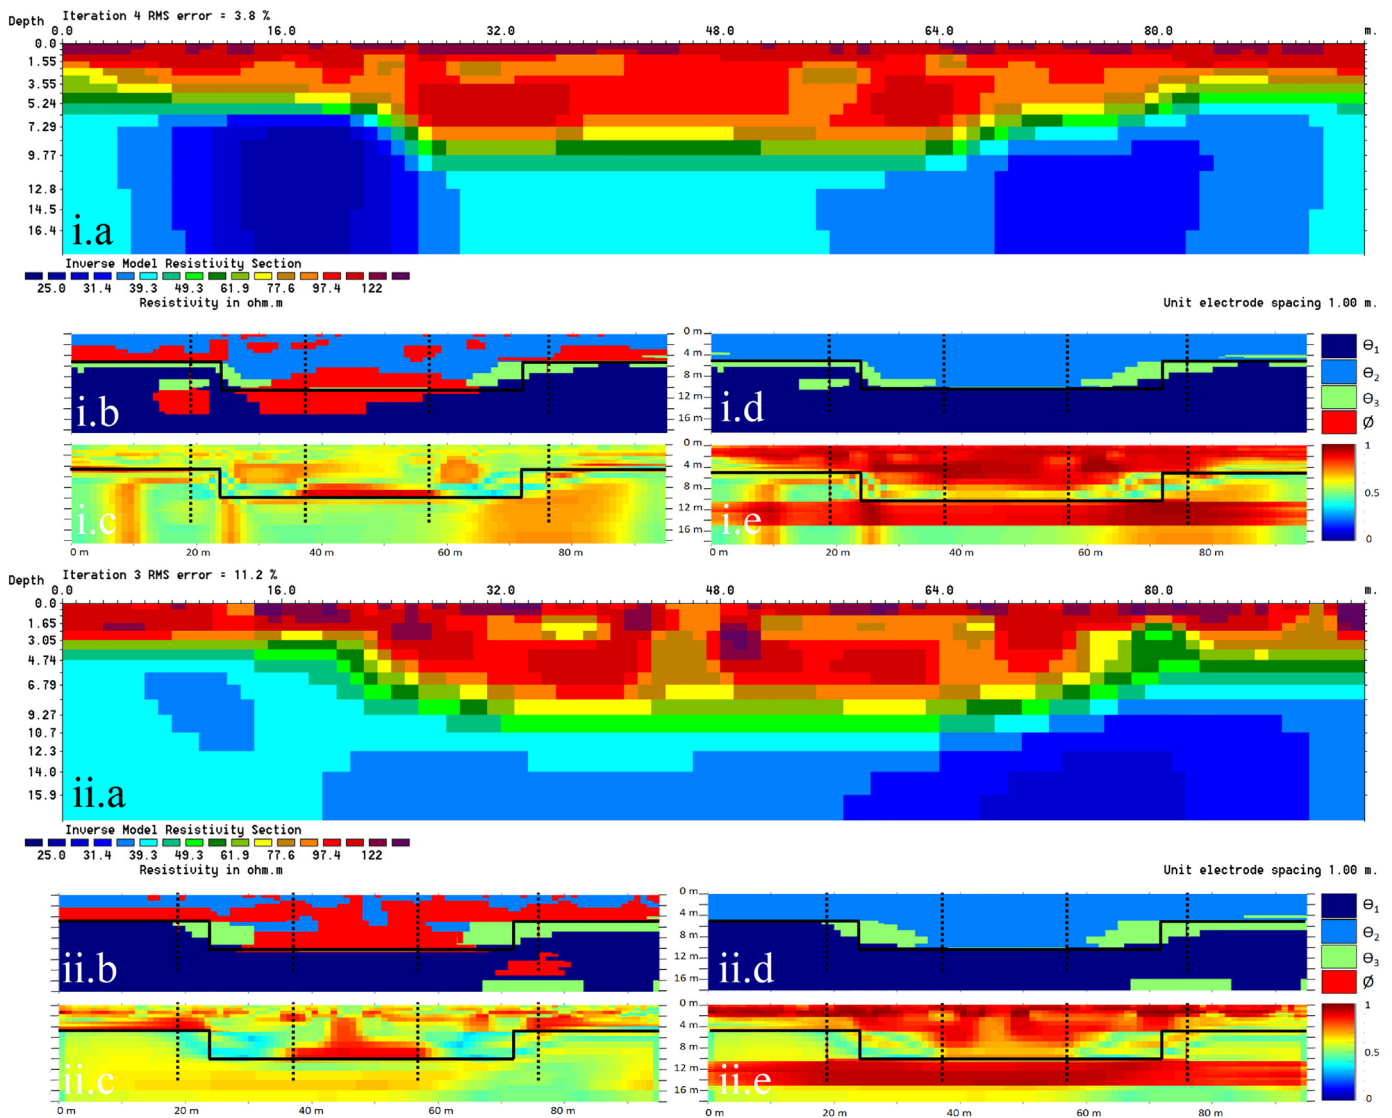 Depth Iteration 4 RMS error = 3.8 %
0.0 16.0 32.0 48.0 64.0 80.0 m.
0.0
1.55
3.55
5.24
7.29
9.77
12.8
14.5
16.4
i.a
Inverse Model Resistivity Section
25.0 31.4 39.3 49.3 61.9 77.6 97.4 122
Resistivity in ohm.m
Unit electrode spacing 1.00 m.
i.b
0 m
4 m
8 m
12 m
16 m
i.d
Θ1
Θ2
Θ3
Ø
i.c
0 m
4 m
8 m
12 m
16 m
i.e
1
0.5
0
0 m 20 m 40 m 60 m 80 m
0 m 20 m 40 m 60 m 80 m
Depth Iteration 3 RMS error = 11.2 %
0.0 16.0 32.0 48.0 64.0 80.0 m.
0.0
1.65
3.05
4.74
6.79
9.27
10.7
12.3
14.0
15.9
ii.a
Inverse Model Resistivity Section
25.0 31.4 39.3 49.3 61.9 77.6 97.4 122
Resistivity in ohm.m
Unit electrode spacing 1.00 m.
ii.b
0 m
4 m
8 m
12 m
16 m
ii.d
Θ1
Θ2
Θ3
Ø
ii.c
0 m
4 m
8 m
12 m
16 m
ii.e
1
0.5
0
0 m 20 m 40 m 60 m 80 m
0 m 20 m 40 m 60 m 80 m